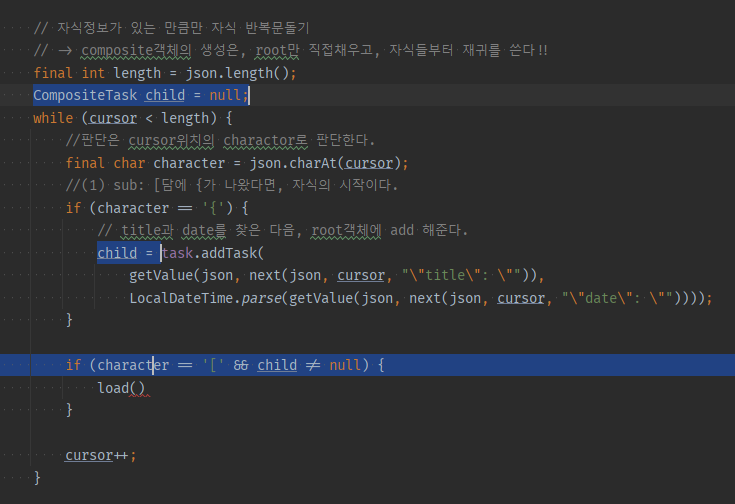 // 자식정보가 있는 만큼만 자식 반복문돌기
// -> composite객체의 생성은, root만 직접채우고, 자식들부터 재귀를 쓴다!!
final int length = json.length();
CompositeTask child = null;
while (cursor < length) {
//판단은 cursor위치의 charactor로 판단한다.
final char character = json.charAt(cursor);
//(1) sub: [담에 {가 나왔다면, 자식의 시작이다.
if (character == '{') {
// title과 date를 찾은 다음, root객체에 add 해준다.
child = task.addTask(
getValue(json, next(json, cursor, "\"title\": \"")),
LocalDateTime.parse(getValue(json, next(json, cursor, "\"date\": \""))));
}
if (character == '[' && child != null) {
load()
}
cursor++;
}